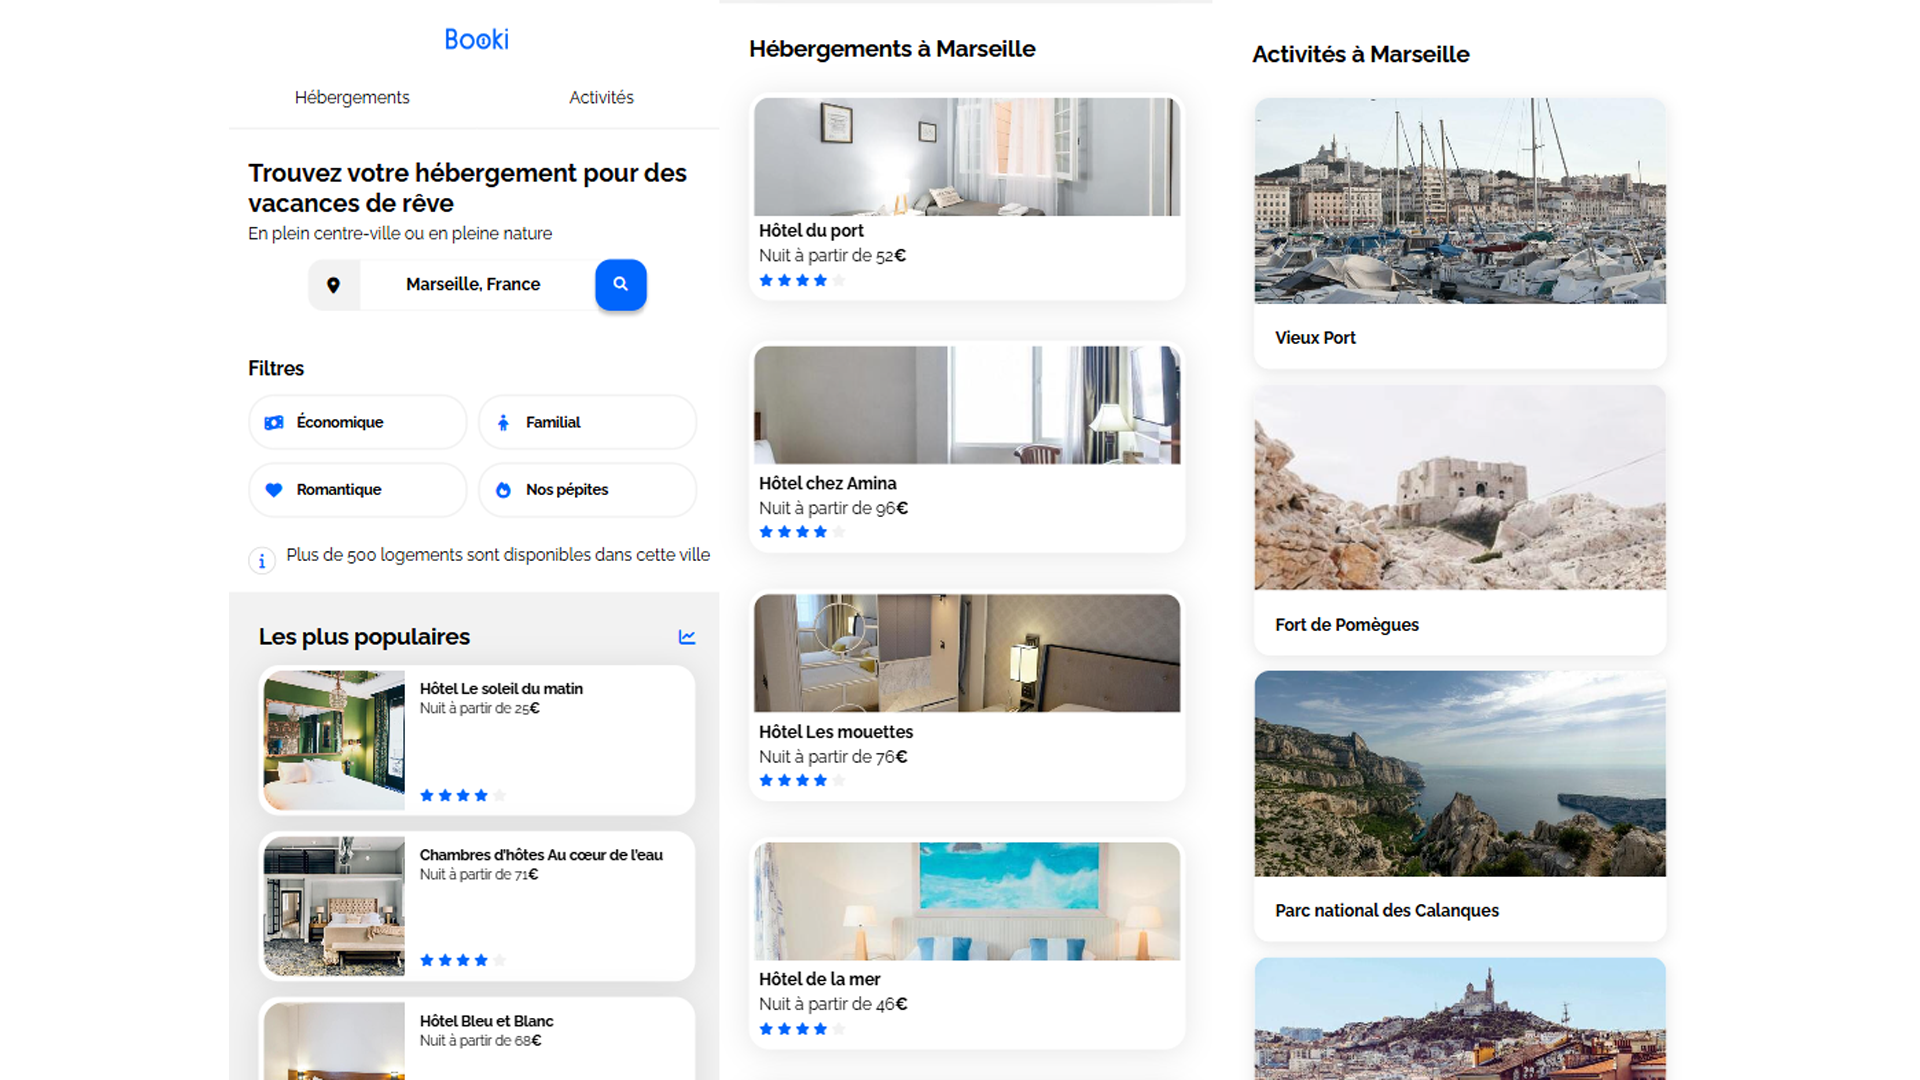 Booki
Hébergements
Activités
Trouvez votre hébergement pour des
vacances de rêve
En plein centre-ville ou en pleine nature
Marseille, France
Filtres
Économique
Familial
Romantique
Nos pépites
Plus de 500 logements sont disponibles dans cette ville
Les plus populaires
Hôtel Le soleil du matin
Nuit à partir de 25€
Chambres d'hôtes Au cœur de l'eau
Nuit à partir de 71€
Hôtel Bleu et Blanc
Nuit à partir de 68€
Hébergements à Marseille
Hôtel du port
Nuit à partir de 52€
Hôtel chez Amina
Nuit à partir de 96€
Hôtel Les mouettes
Nuit à partir de 76€
Hôtel de la mer
Nuit à partir de 46€
Activités à Marseille
Vieux Port
Fort de Pomègues
Parc national des Calanques